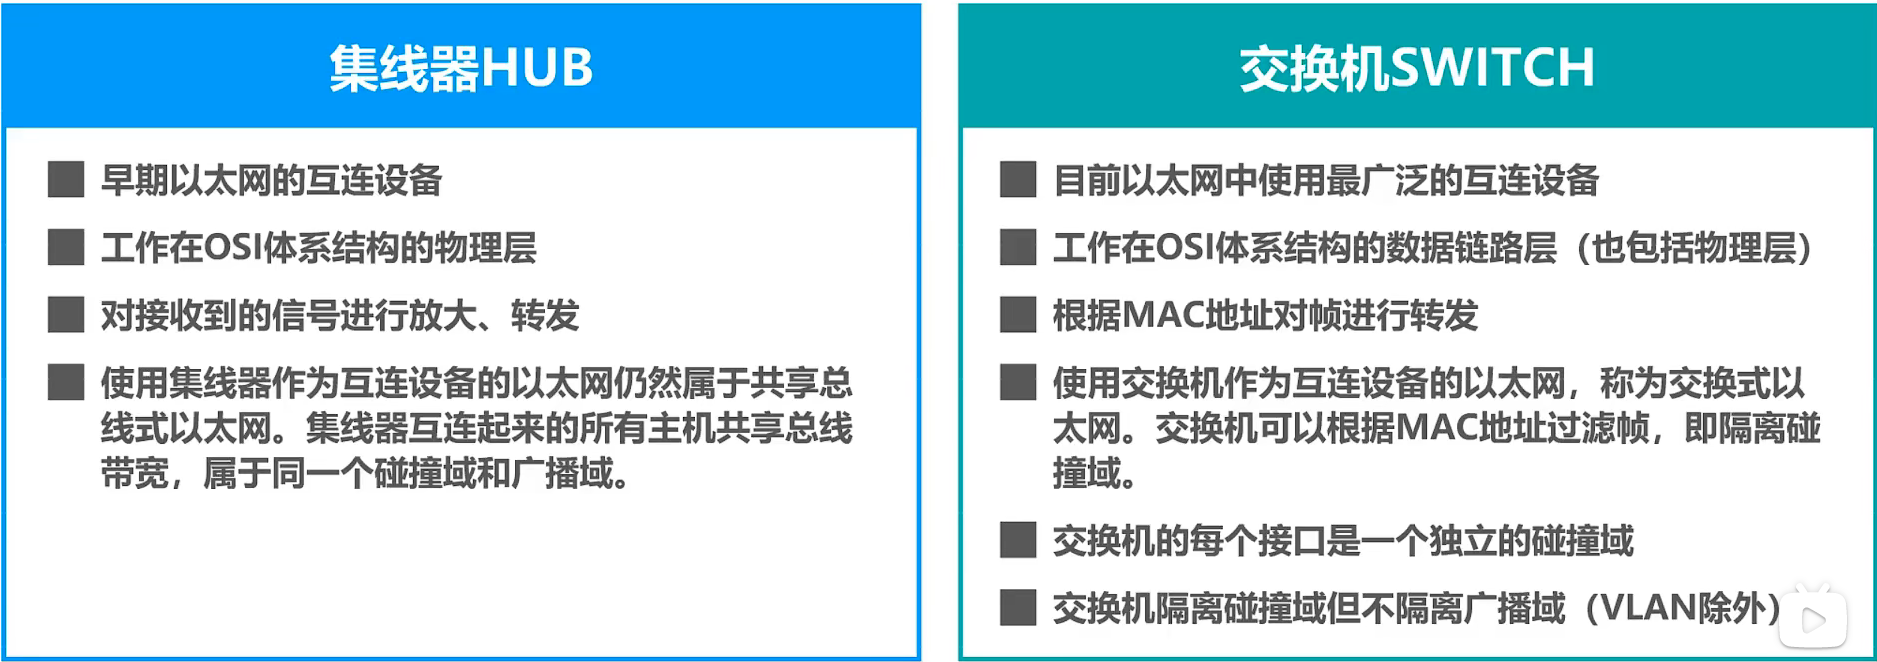 集线器HUB
早期以太网的互连设备
工作在OSI体系结构的物理层
对接收到的信号进行放大、转发
使用集线器作为互连设备的以太网仍然属于共享总
线式以太网。集线器互连起来的所有主机共享总线
带宽，属于同一个碰撞域和广播域。
交换机SWITCH
目前以太网中使用最广泛的互连设备
工作在OSI体系结构的数据链路层（也包括物理层）
根据MAC地址对帧进行转发
使用交换机作为互连设备的以太网，称为交换式以
太网。交换机可以根据MAC地址过滤帧，即隔离碰
撞域。
交换机的每个接口是一个独立的碰撞域
交换机隔离碰撞域但不隔离广播域（VLAN除外）